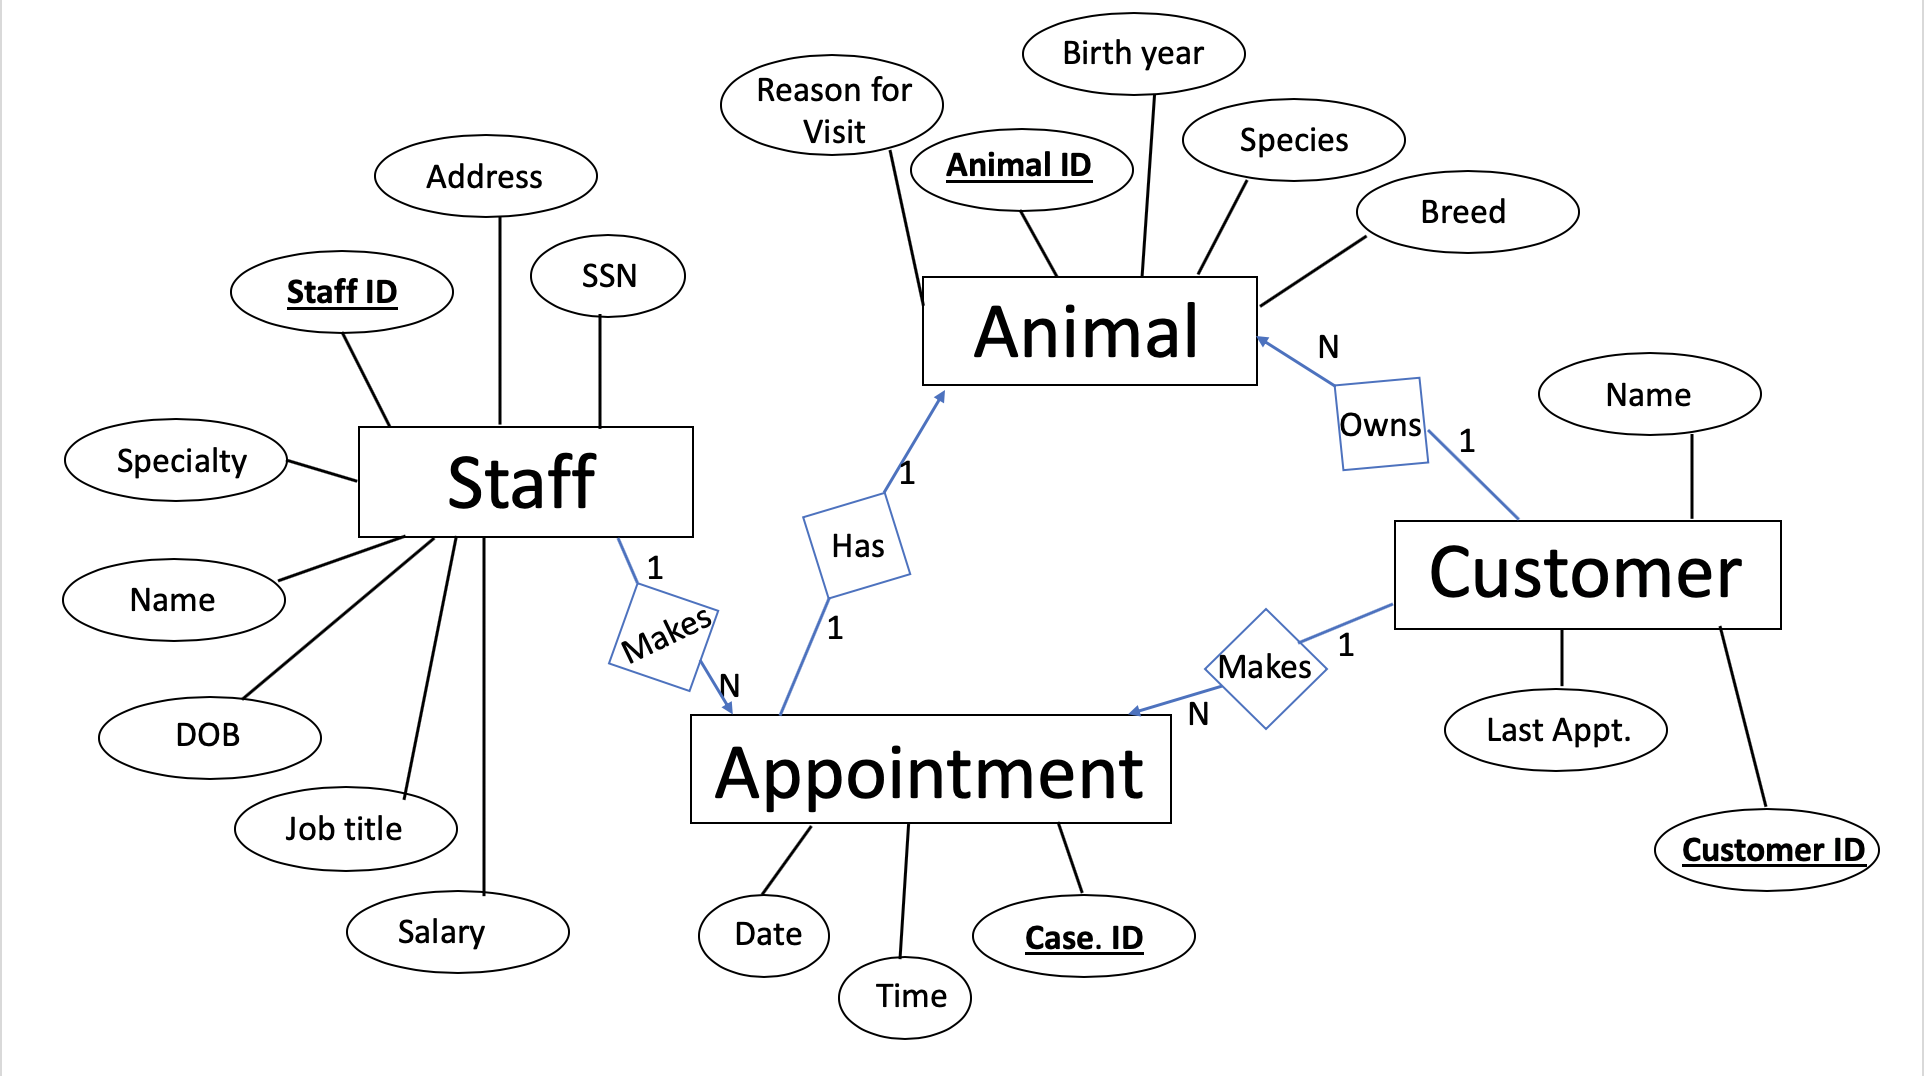 Birth year
Reason for
Visit
Species
Animal ID
Address
Breed
SSN
Staff ID
Animal
N
Name
Owns
1
Specialty
Staff
1
Has
1
Customer
Name
1
Makes
1
1
Makes
N
N
DOB
Last Appt.
Appointment
Job title
Customer ID
Salary
Date
Case. ID
Time